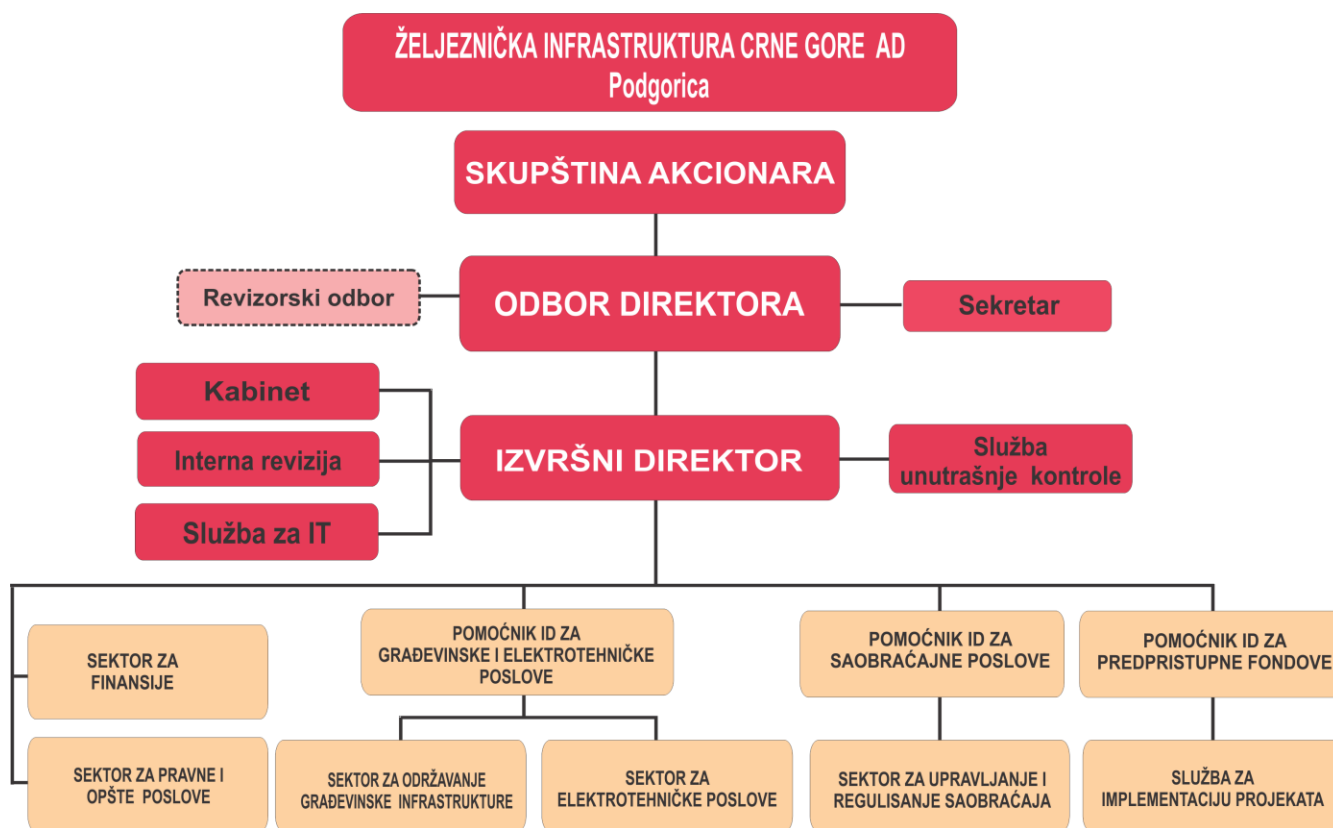 ŽELJEZNIČKA INFRASTRUKTURA CRNE GORE AD
Podgorica
SKUPŠTINA AKCIONARA
Revizorski odbor
ODBOR DIREKTORA
Sekretar
Kabinet
Interna revizija
Služba za IT
IZVRŠNI DIREKTOR
Služba
unutrašnje kontrole
SEKTOR ZA
FINANSIJE
POMOĆNIK ID ZA
GRAĐEVINSKE I ELEKTROTEHNIČKE
POSLOVE
POMOĆNIK ID ZA
SAOBRAĆAJNE POSLOVE
POMOĆNIK ID ZA
PREDPRISTUPNE FONDOVE
SEKTOR ZA PRAVNE I
OPŠTE POSLOVE
SEKTOR ZA ODRŽAVANJE
GRAĐEVINSKE INFRASTRUKTURE
SEKTOR ZA
ELEKTROTEHNIČKE POSLOVE
SEKTOR ZA UPRAVLJANJE I
REGULISANJE SAOBRAĆAJA
SLUŽBA ZA
IMPLEMENTACIJU PROJEKATA